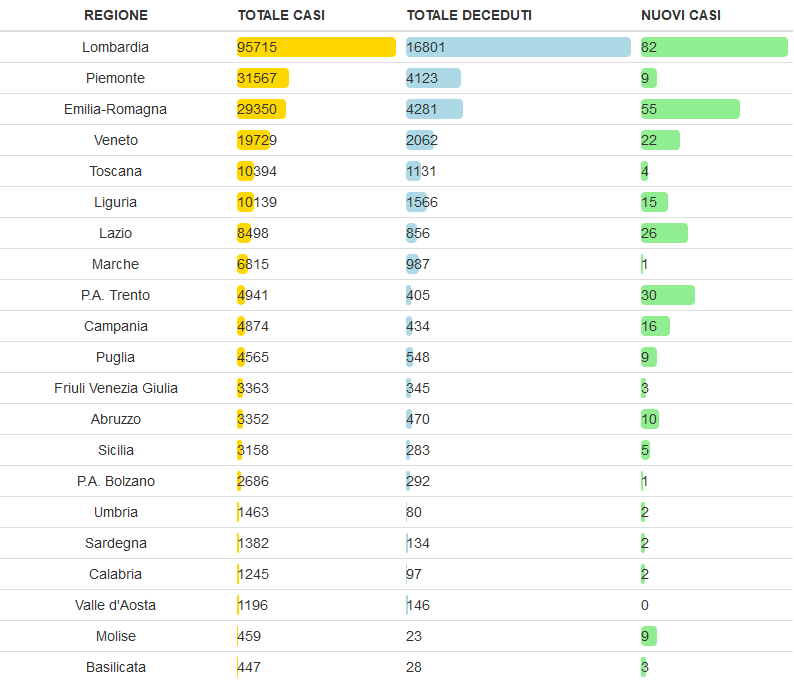 REGIONE TOTALE CASI TOTALE DECEDUTI NUOVI CASI
Lombardia 95715 16801 82
Piemonte 31567 4123 9
Emilia-Romagna 29350 4281 55
Veneto 19729 2062 22
Toscana 10394 1131 4
Liguria 10139 1566 15
Lazio 8498 856 26
Marche 6815 987 1
P.A. Trento 4941 405 30
Campania 4874 434 16
Puglia 4565 548 9
Friuli Venezia Giulia 3363 345 3
Abruzzo 3352 470 10
Sicilia 3158 283 5
P.A. Bolzano 2686 292 1
Umbria 1463 80 2
Sardegna 1382 134 2
Calabria 1245 97 2
Valle d'Aosta 1196 146 0
Molise 459 23 9
Basilicata 447 28 3